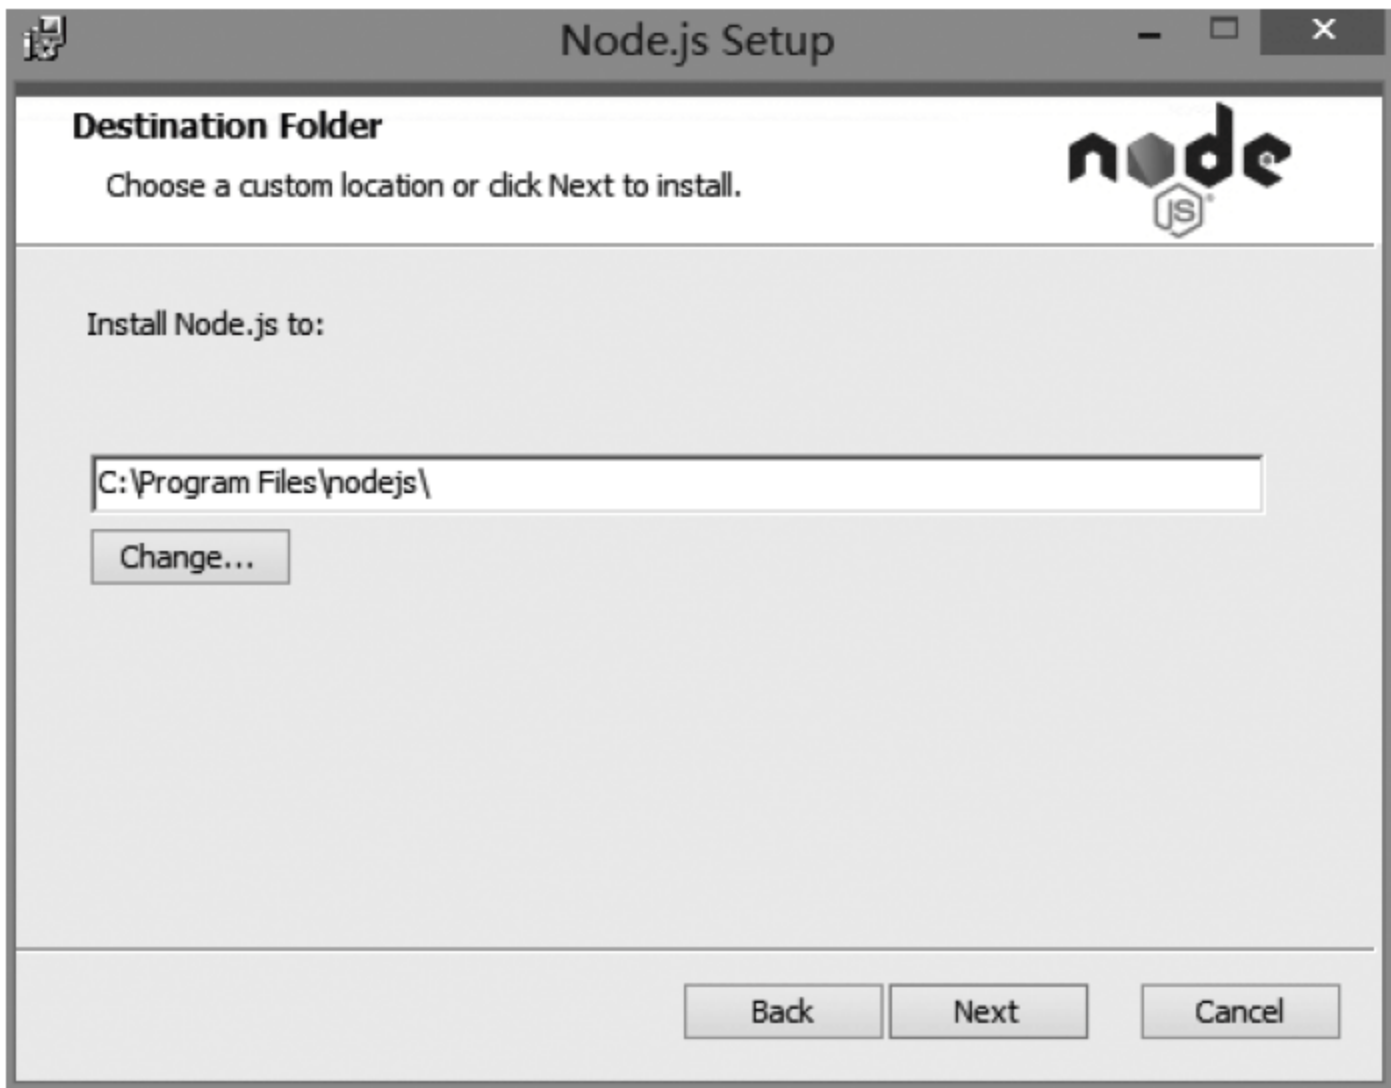 Node.js Setup
Destination Folder
Choose a custom location or click Next to install.
node
JS
Install Node.js to:
C:\Program Files\nodejs\
Change...
Back Next Cancel